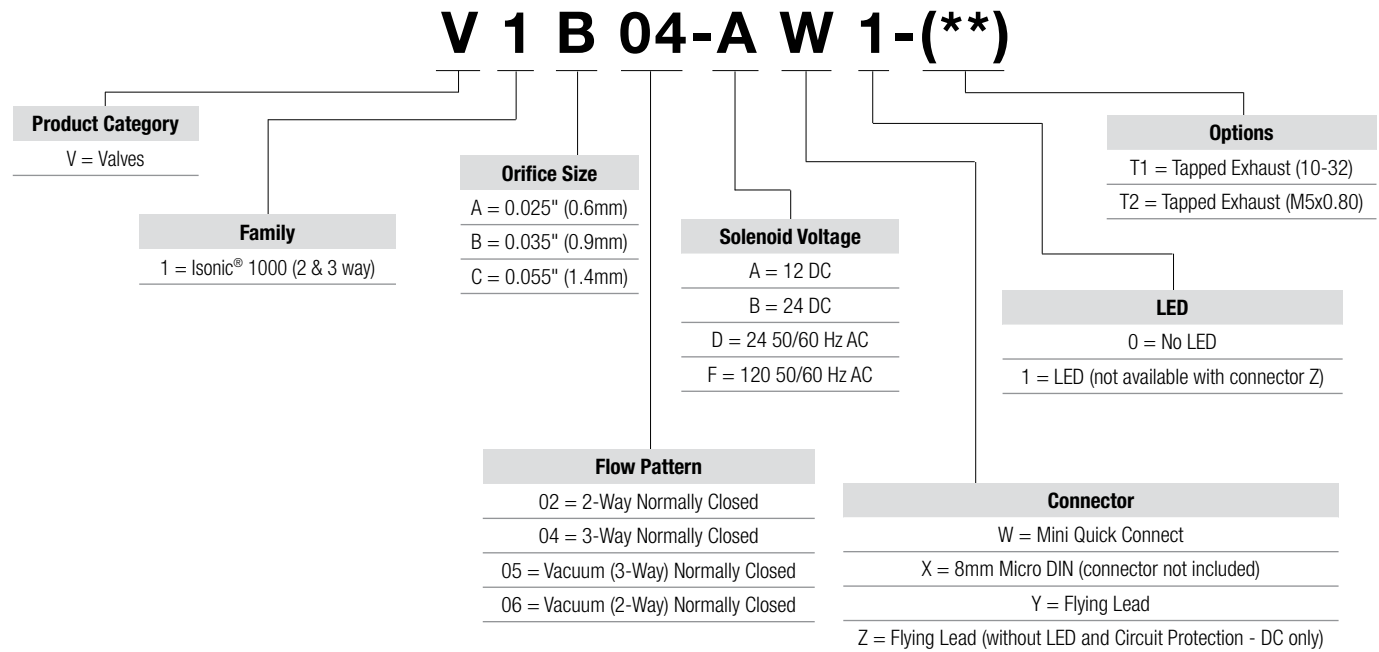 V 1 B 04-A W 1-(**)
Product Category
V = Valves
Family
1 = Isonic® 1000 (2 & 3 way)
Orifice Size
A = 0.025" (0.6mm)
B = 0.035" (0.9mm)
C = 0.055" (1.4mm)
Flow Pattern
02 = 2-Way Normally Closed
04 = 3-Way Normally Closed
05 = Vacuum (3-Way) Normally Closed
06 = Vacuum (2-Way) Normally Closed
Solenoid Voltage
A = 12 DC
B = 24 DC
D = 24 50/60 Hz AC
F = 120 50/60 Hz AC
Connector
W = Mini Quick Connect
X = 8mm Micro DIN (connector not included)
Y = Flying Lead
Z = Flying Lead (without LED and Circuit Protection - DC only)
LED
0 = No LED
1 = LED (not available with connector Z)
Options
T1 = Tapped Exhaust (10-32)
T2 = Tapped Exhaust (M5x0.80)